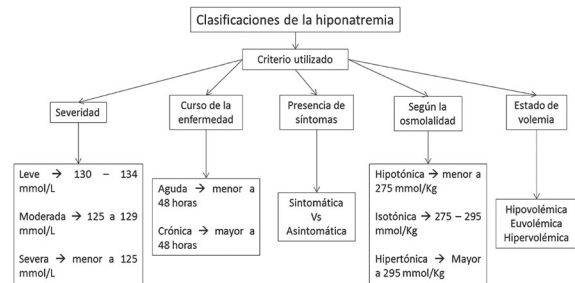 Clasificaciones de la hiponatremia
Criterio utilizado
Severidad
Curso de la
enfermedad
Presencia de
síntomas
Según la
osmolalidad
Estado de
volemia
Leve → 130 – 134
mmol/L
Moderada → 125 a 129
mmol/L
Severa → menor a 125
mmol/L
Aguda → menor a
48 horas
Crónica → mayor a
48 horas
Sintomática
Vs
Asintomática
Hipotónica → menor a
275 mmol/Kg
Isotónica → 275 – 295
mmol/Kg
Hipertónica → Mayor
a 295 mmol/Kg
Hipovolémica
Euvolémica
Hipervolémica